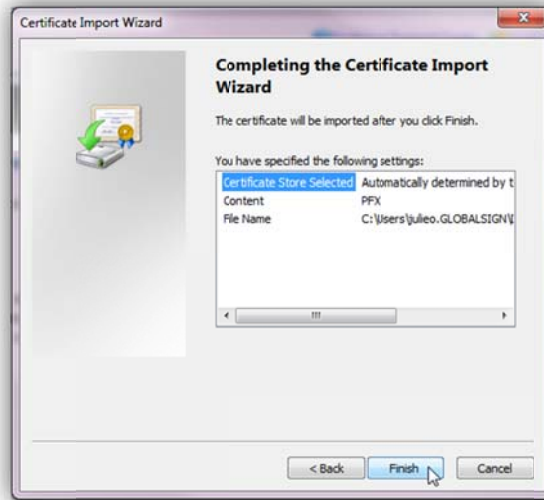 Certificate Import Wizard
Completing the Certificate Import
Wizard
The certificate will be imported after you click Finish.
You have specified the following settings:
Certificate Store Selected Automatically determined by t
Content PFX
File Name C:\Users\julieo.GLOBALSIGN\
< Back Finish Cancel